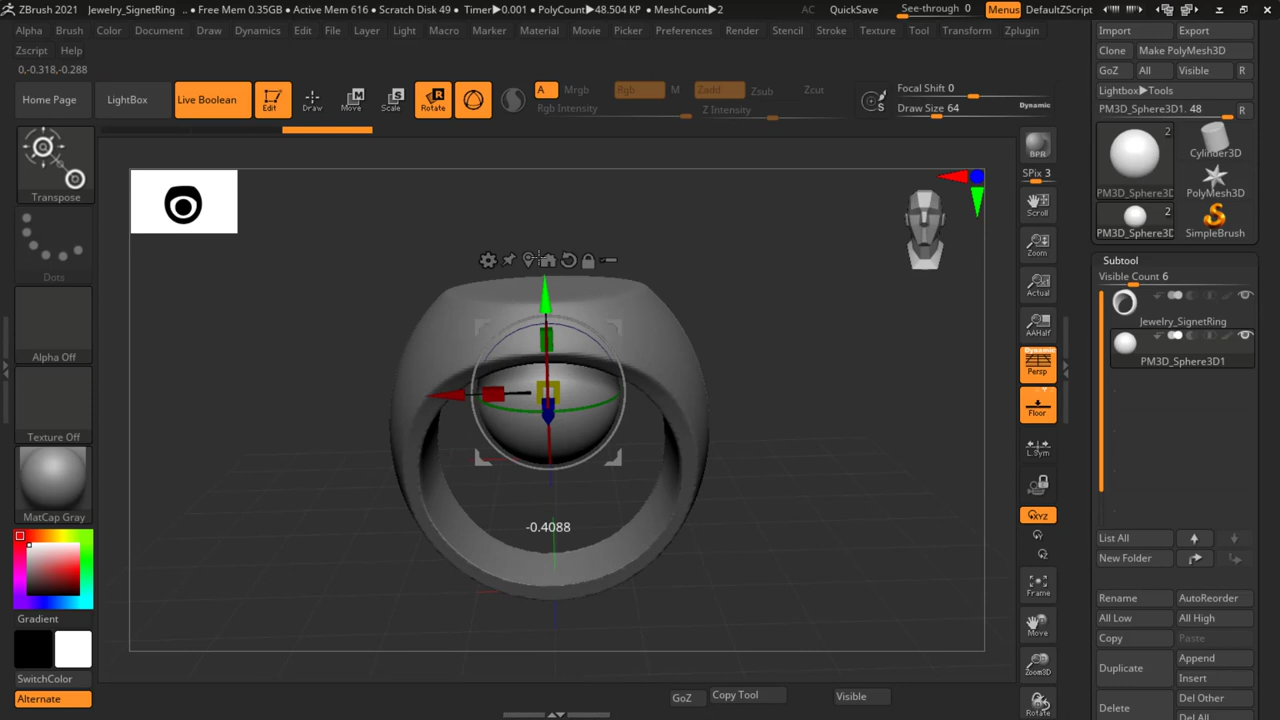 ZBrush 2021 Jewelry_SignetRing .. • Free Mem 0.35GB • Active Mem 616 • Scratch Disk 49 • Timer▶0.001 • PolyCount▶48.504 KP • MeshCount▶2 AC QuickSave See-through 0 Menus DefaultZScript
Alpha Brush Color Document Draw Dynamics Edit File Layer Light Macro Marker Material Movie Picker Preferences Render Stencil Stroke Texture Tool Transform Zplugin
Zscript Help
0,-0.318,-0.288
Home Page
LightBox
Live Boolean
Edit
Draw
Move
Scale
Rotate
A Mrgb Rgb M Zadd Zsub Zcut
Rgb Intensity Z Intensity
Focal Shift 0
Draw Size 64 Dynamic
Transpose
Dots
Alpha Off
Texture Off
MatCap Gray
Gradient
SwitchColor
Alternate
-0.4088
GoZ Copy Tool Visible
BPR
SPix 3
Scroll
Zoom
Actual
AAHalf
Dynamic
Persp
Floor
L.Sym
XYZ
Frame
Move
Zoom3D
Rotate
Import Export
Clone Make PolyMesh3D
GoZ All Visible R
Lightbox▶Tools
PM3D_Sphere3D1. 48 R
2
Cylinder3D
PM3D_Sphere3D PolyMesh3D
2
PM3D_Sphere3D SimpleBrush
Subtool
Visible Count 6
Jewelry_SignetRing
PM3D_Sphere3D1
List All
New Folder
Rename AutoReorder
All Low All High
Copy Paste
Duplicate Append
Insert
Delete Del Other
Del All